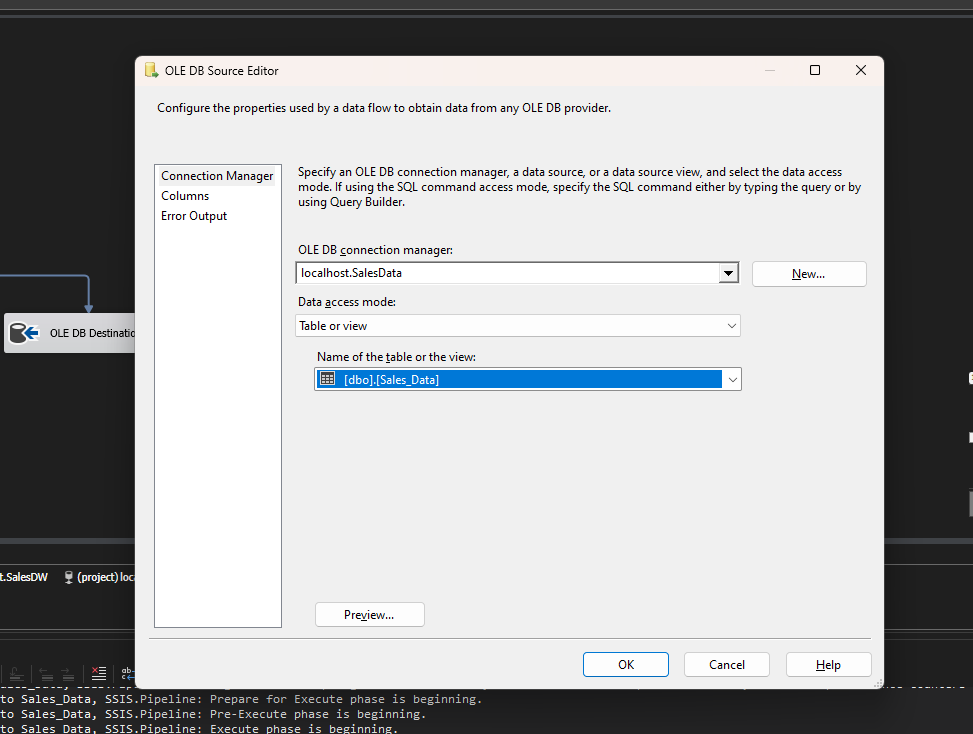 OLE DB Source Editor
Configure the properties used by a data flow to obtain data from any OLE DB provider.
Connection Manager
Columns
Error Output
Specify an OLE DB connection manager, a data source, or a data source view, and select the data access
mode. If using the SQL command access mode, specify the SQL command either by typing the query or by
using Query Builder.
OLE DB connection manager:
localhost.SalesData
New...
Data access mode:
Table or view
Name of the table or the view:
[dbo].[Sales_Data]
OLE DB Destinatio
t.SalesDW
(project) loca
Preview...
OK
Cancel
Help
to Sales_Data, SSIS.Pipeline: Prepare for Execute phase is beginning.
to Sales_Data, SSIS.Pipeline: Pre-Execute phase is beginning.
to Sales_Data, SSIS.Pipeline: Execute phase is beginning.